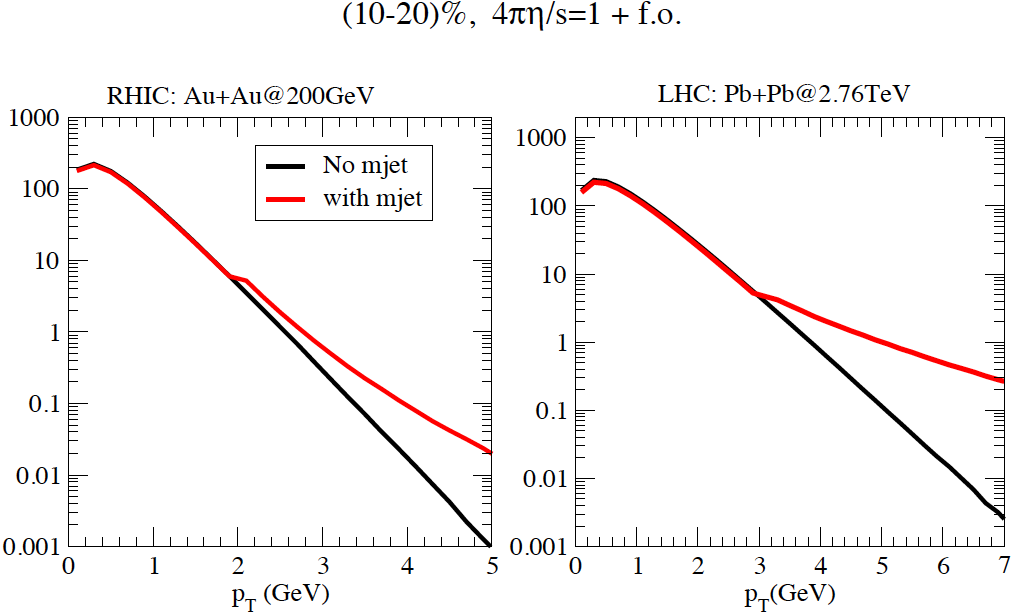 (10-20)%, 4πη/s=1 + f.o.
RHIC: Au+Au@200GeV
1000
100
10
1
0.1
0.01
0.001
No mjet
with mjet
0 1 2 3 4 5
p_T (GeV)
LHC: Pb+Pb@2.76TeV
1000
100
10
1
0.1
0.01
0.001
0 1 2 3 4 5 6 7
p_T(GeV)